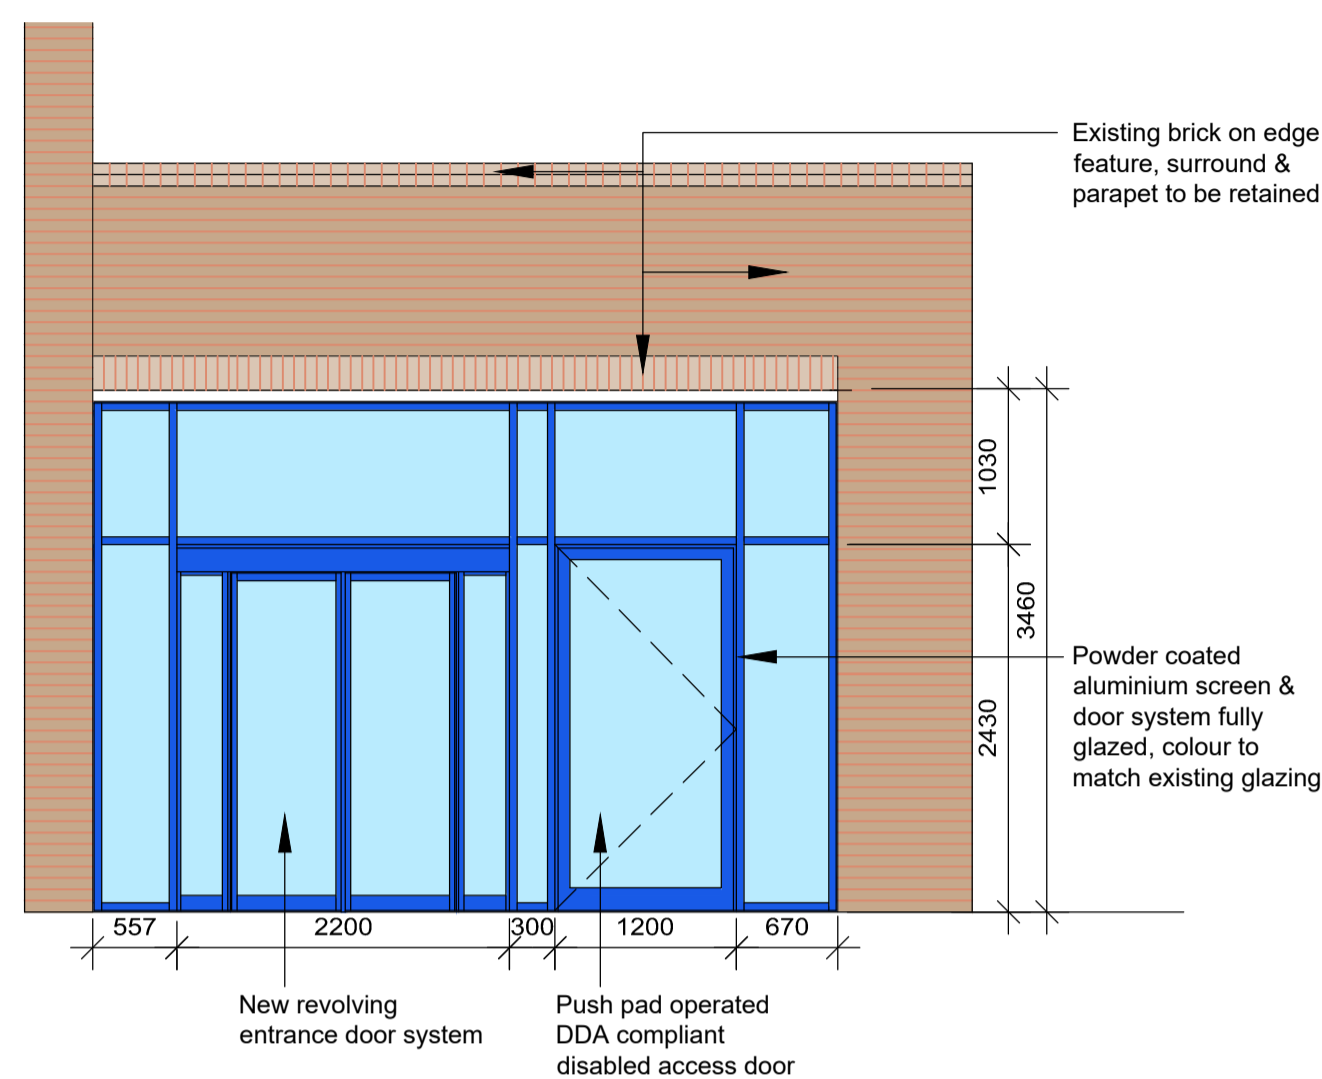 Existing brick on edge
feature, surround &
parapet to be retained
1030
3460
2430
Powder coated
aluminium screen &
door system fully
glazed, colour to
match existing glazing
557
2200
300
1200
670
New revolving
entrance door system
Push pad operated
DDA compliant
disabled access door